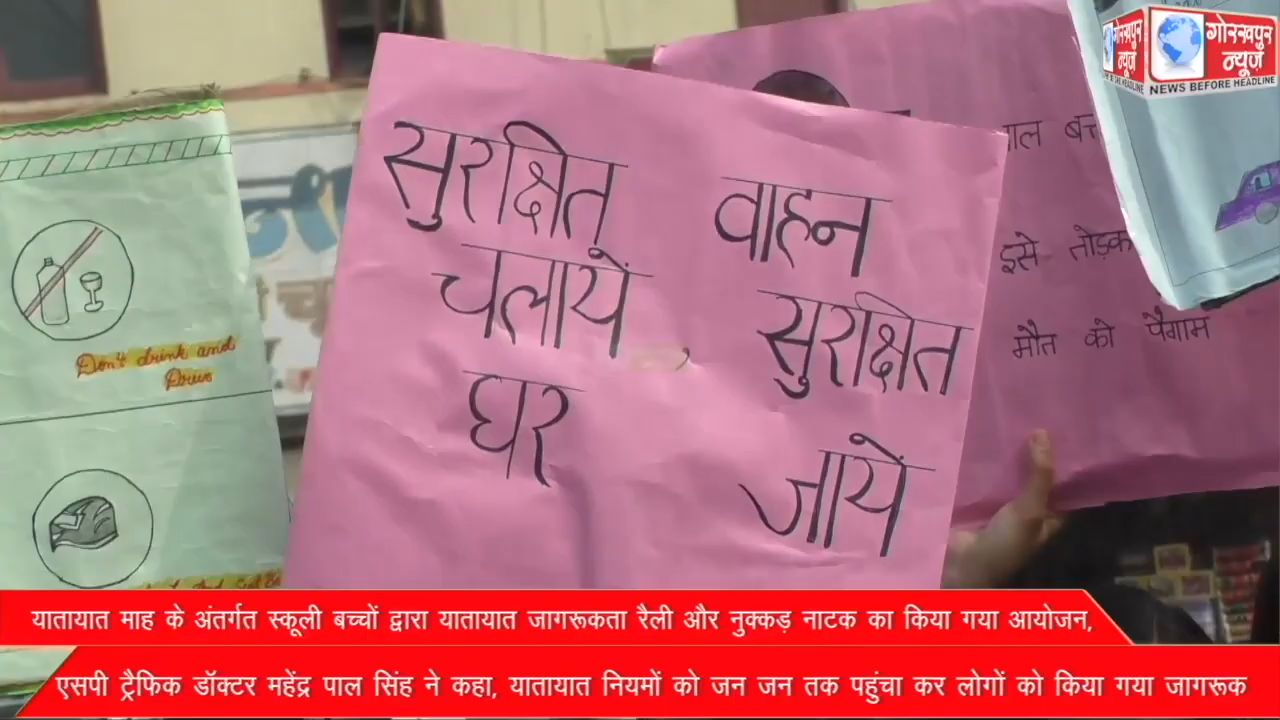 गोरखपुर
न्यूज़
NEWS BEFORE HEADLINE
सुरक्षित वाहन
चलायें, सुरक्षित
घर जायें
इसे
मौत को पैगाम
Don't drink and
Drive
यातायात माह के अंतर्गत स्कूली बच्चों द्वारा यातायात जागरूकता रैली और नुक्कड़ नाटक का किया गया आयोजन,
एसपी ट्रैफिक डॉक्टर महेंद्र पाल सिंह ने कहा, यातायात नियमों को जन जन तक पहुंचा कर लोगों को किया गया जागरूक